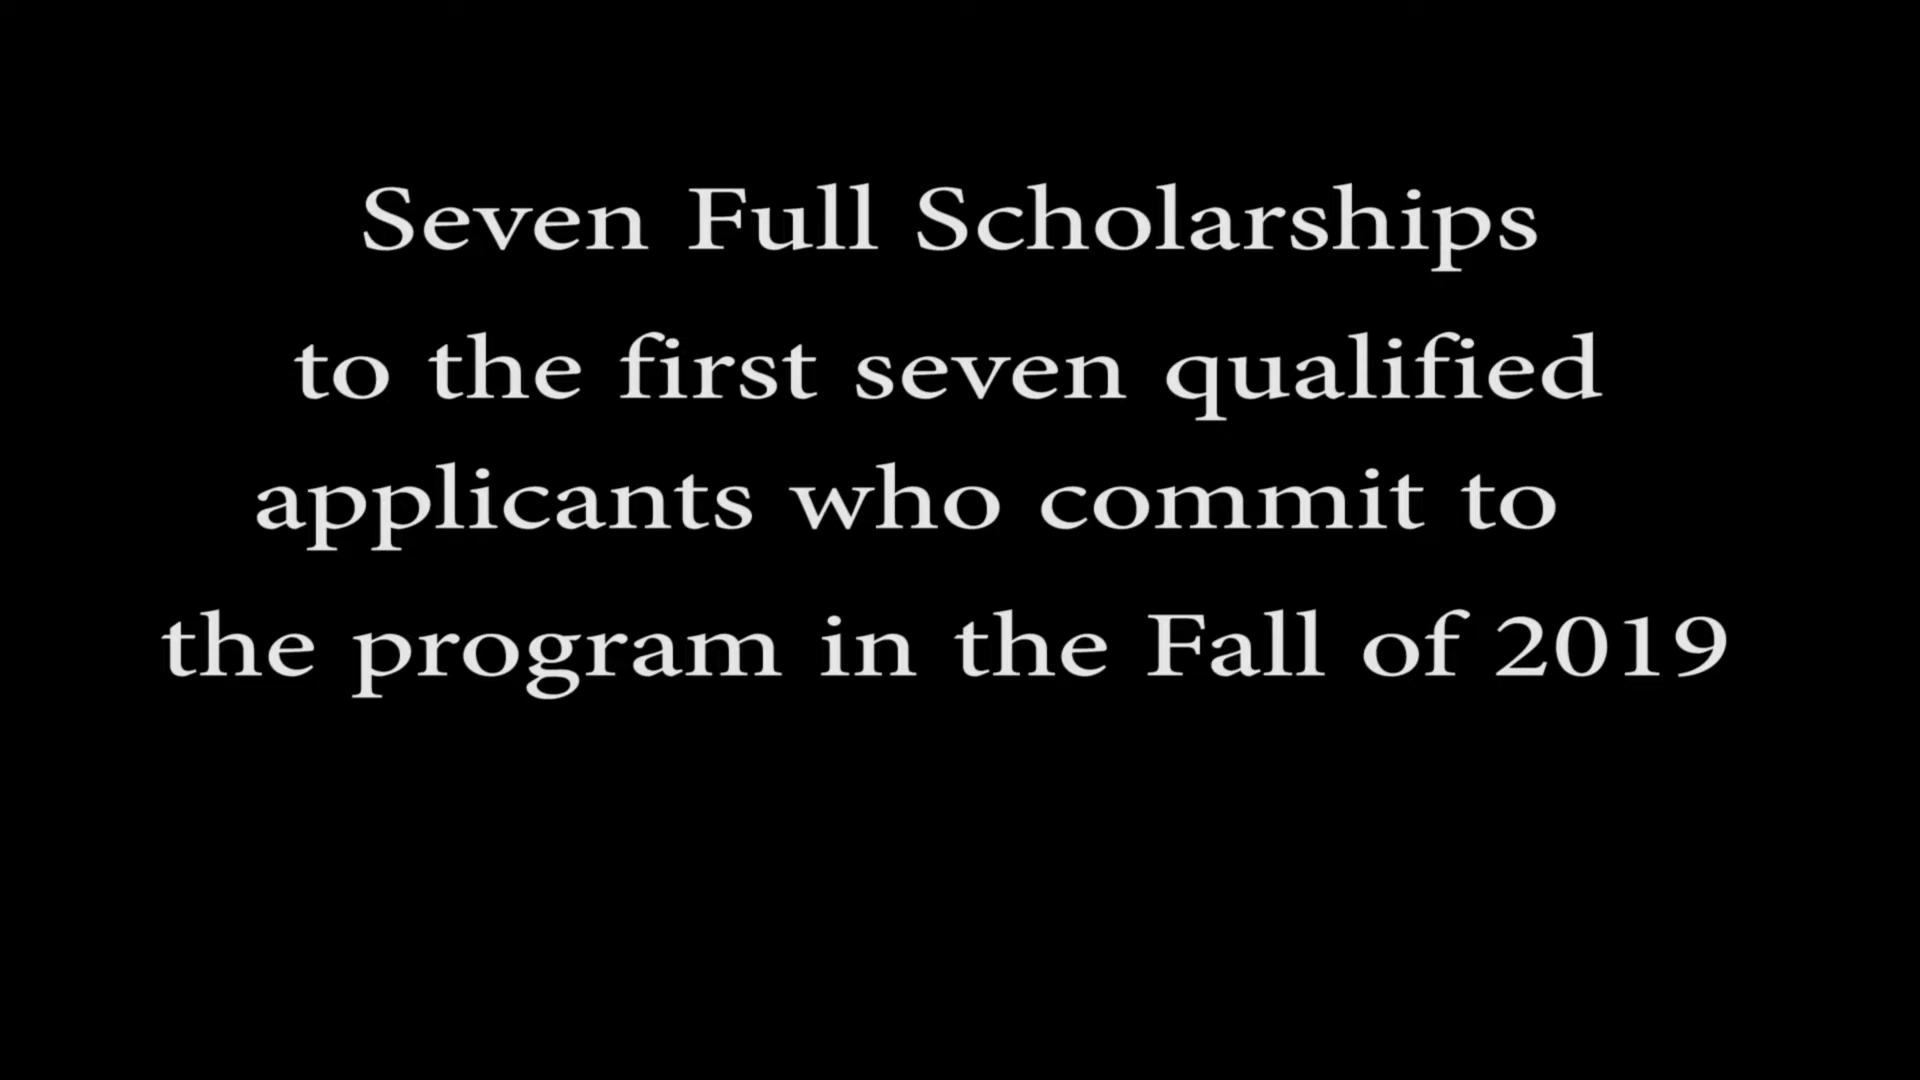 Seven Full Scholarships
to the first seven qualified
applicants who commit to
the program in the Fall of 2019